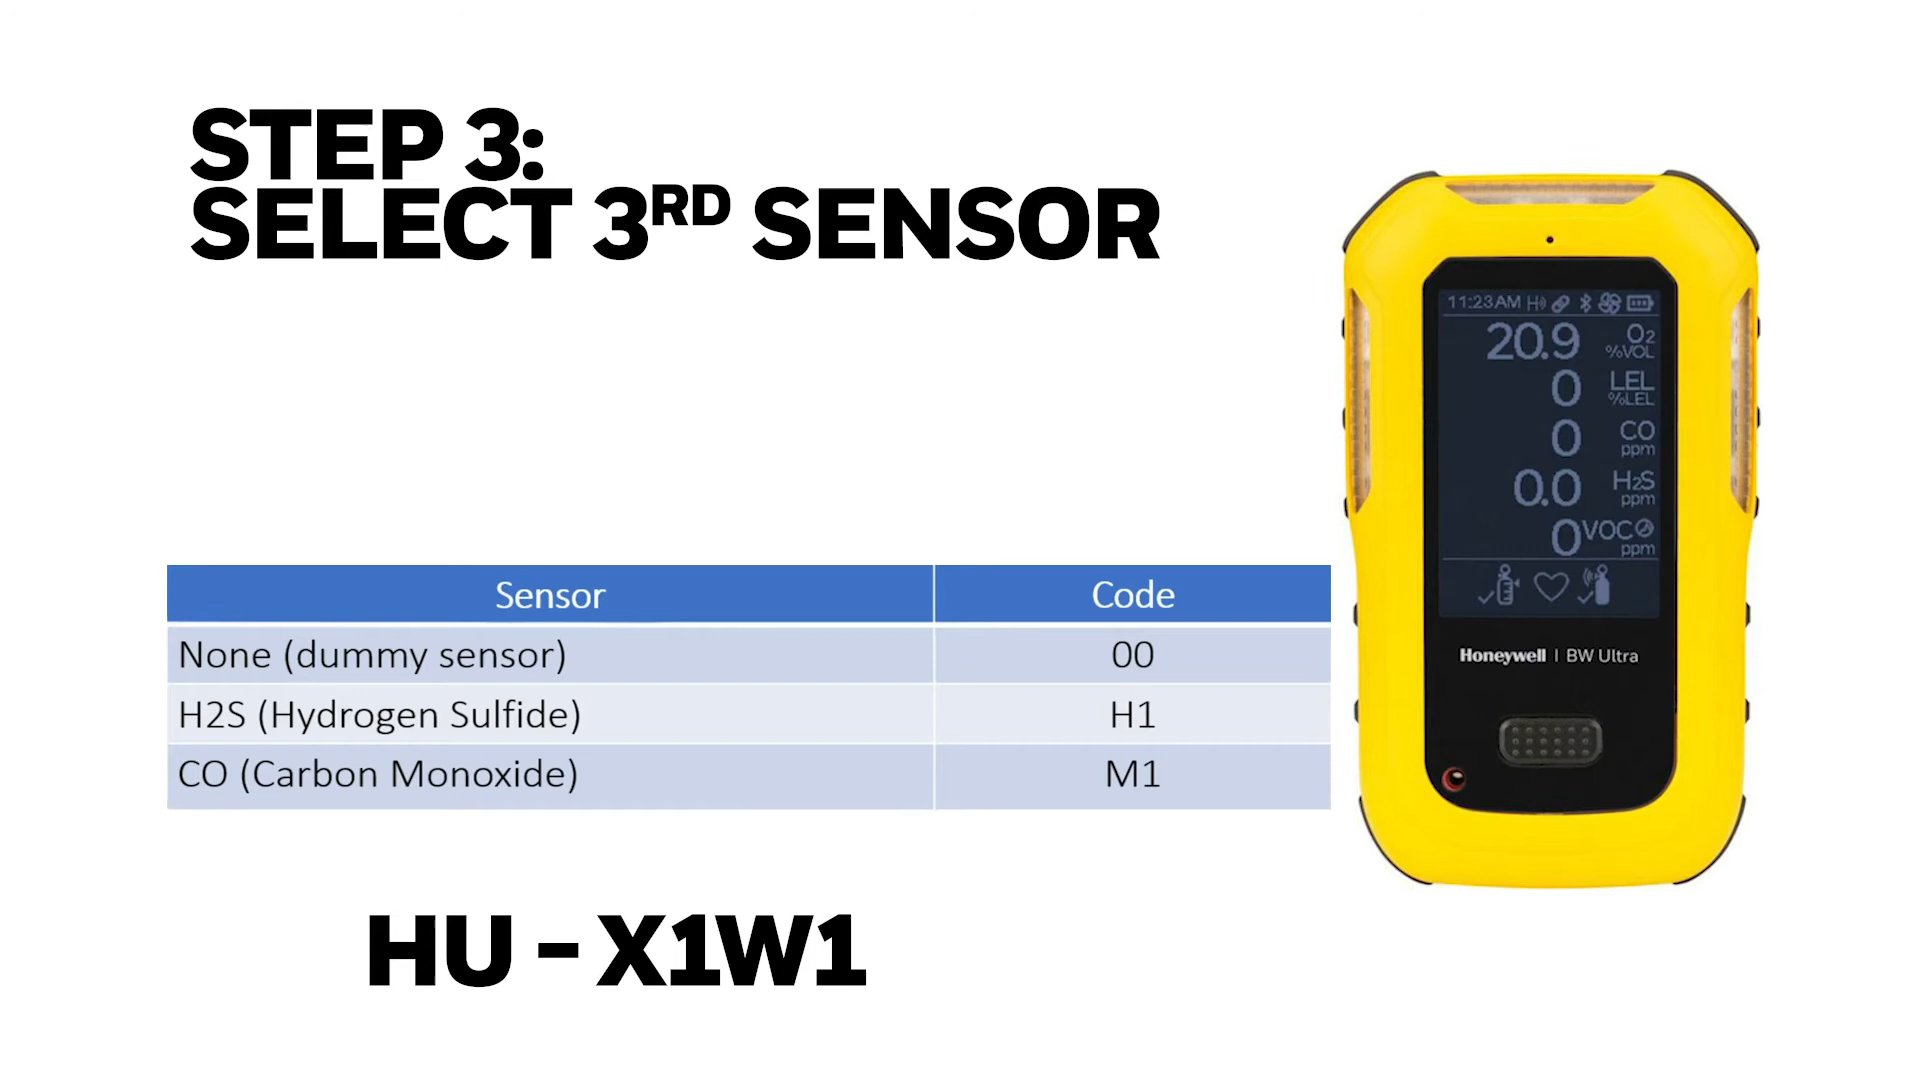 STEP 3:
SELECT 3RD SENSOR
Sensor Code
None (dummy sensor) 00
H2S (Hydrogen Sulfide) H1
CO (Carbon Monoxide) M1
HU – X1W1
11:23AM
20.9 O2 %VOL
0 LEL %LEL
0 CO ppm
0.0 H2S ppm
0 VOC ppm
Honeywell | BW Ultra